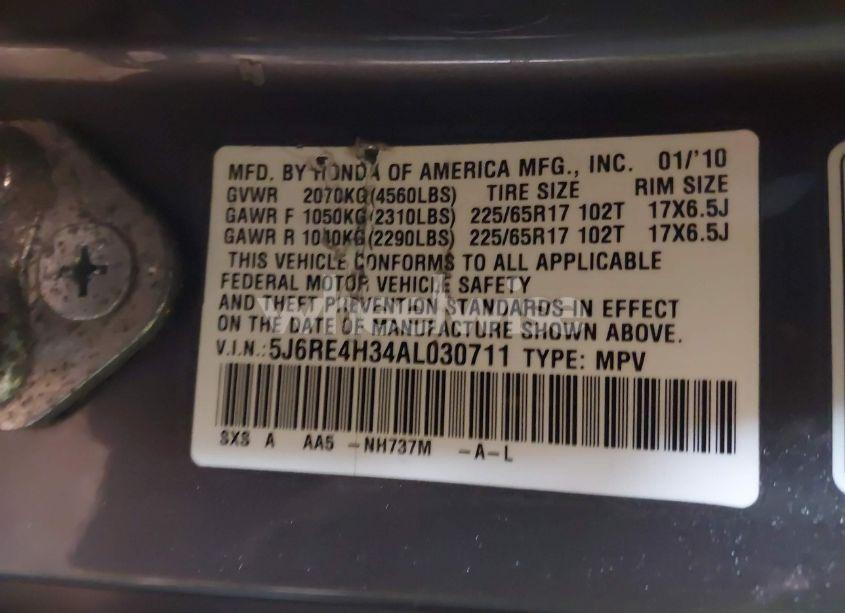 MFD. BY HONDA OF AMERICA MFG., INC. 01/'10
GVWR 2070KG(4560LBS) TIRE SIZE RIM SIZE
GAWR F 1050KG(2310LBS) 225/65R17 102T 17X6.5J
GAWR R 1040KG(2290LBS) 225/65R17 102T 17X6.5J
THIS VEHICLE CONFORMS TO ALL APPLICABLE
FEDERAL MOTOR VEHICLE SAFETY
AND THEFT PREVENTION STANDARDS IN EFFECT
ON THE DATE OF MANUFACTURE SHOWN ABOVE.
V.I.N.: 5J6RE4H34AL030711 TYPE: MPV
SXS A AA5 -NH737M -A-L